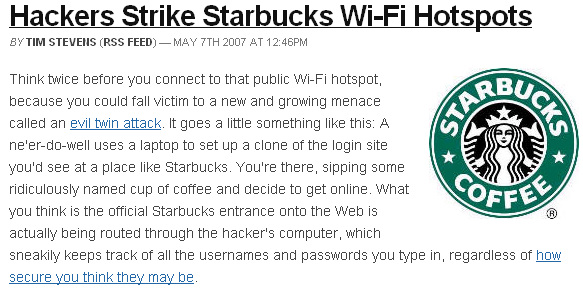 Hackers Strike Starbucks Wi-Fi Hotspots
BY TIM STEVENS (RSS FEED) — MAY 7TH 2007 AT 12:46PM
Think twice before you connect to that public Wi-Fi hotspot,
because you could fall victim to a new and growing menace
called an evil twin attack. It goes a little something like this: A
ne'er-do-well uses a laptop to set up a clone of the login site
you'd see at a place like Starbucks. You're there, sipping some
ridiculously named cup of coffee and decide to get online. What
you think is the official Starbucks entrance onto the Web is
actually being routed through the hacker's computer, which
sneakily keeps track of all the usernames and passwords you type in, regardless of how
secure you think they may be.
STARBUCKS
COFFEE
®